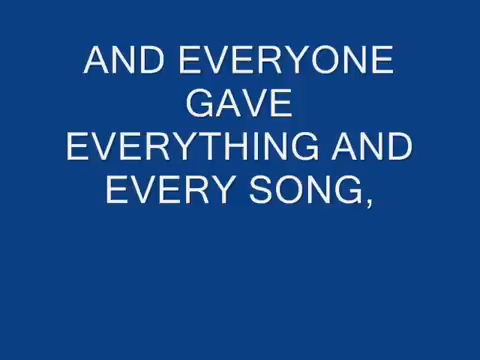 AND EVERYONE
GAVE
EVERYTHING AND
EVERY SONG,